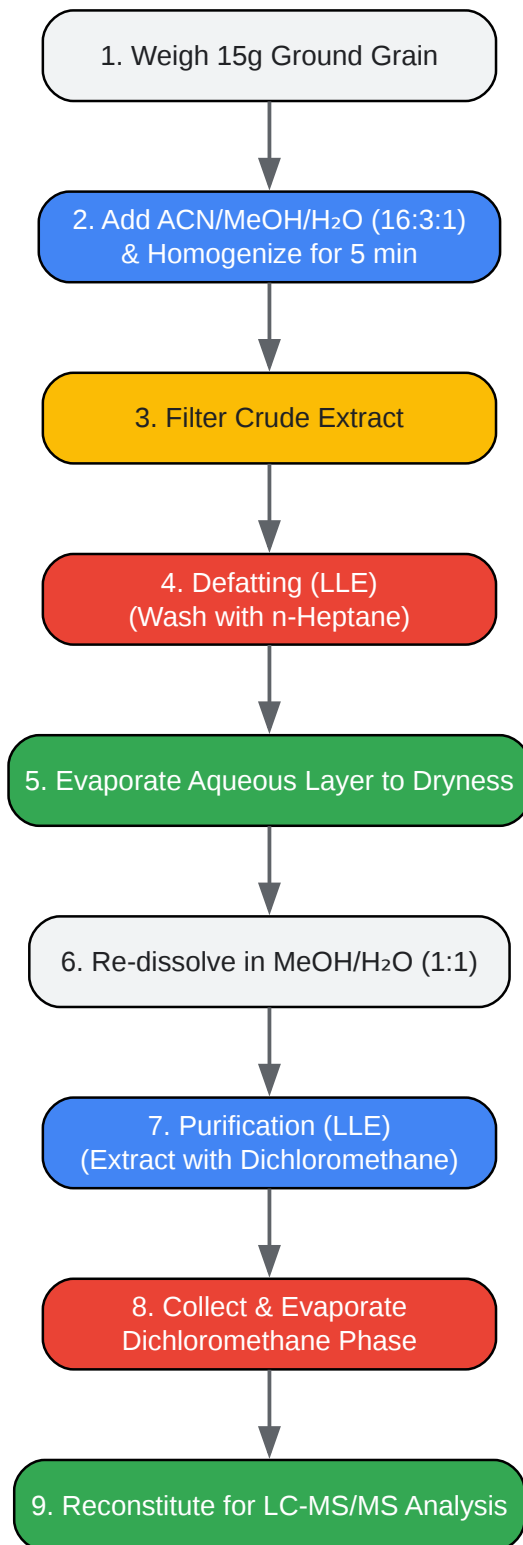 1. Weigh 15g Ground Grain
2. Add ACN/MeOH/H₂O (16:3:1)
& Homogenize for 5 min
3. Filter Crude Extract
4. Defatting (LLE)
(Wash with n-Heptane)
5. Evaporate Aqueous Layer to Dryness
6. Re-dissolve in MeOH/H₂O (1:1)
7. Purification (LLE)
(Extract with Dichloromethane)
8. Collect & Evaporate
Dichloromethane Phase
9. Reconstitute for LC-MS/MS Analysis